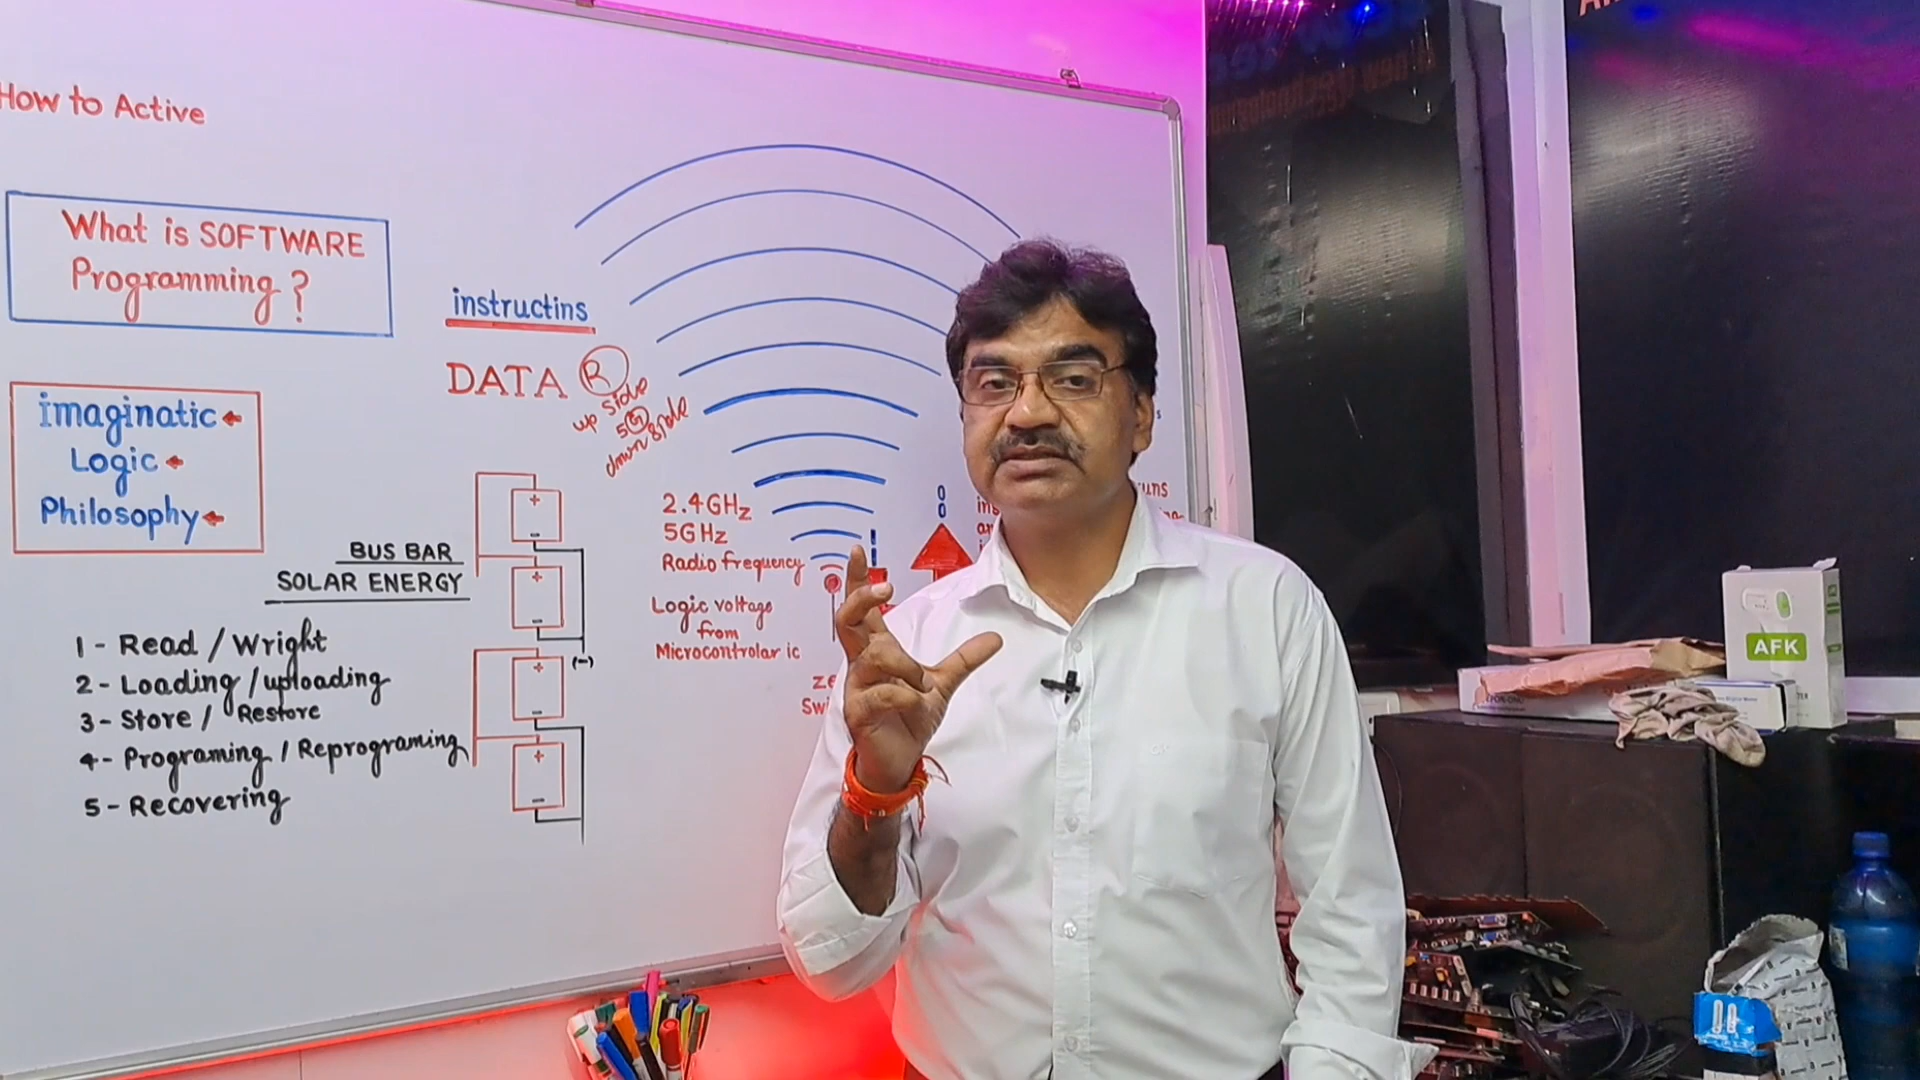 How to Active
What is SOFTWARE
Programming ?
instructins
DATA R
up side
5G
down side
imaginatic
Logic
Philosophy
BUS BAR
SOLAR ENERGY
1 - Read / Wright
2 - Loading / uploading
3 - Store / Restore
4 - Programing / Reprograming
5 - Recovering
+
-
+
-
(-)
+
-
+
-
2.4GHz
5GHz
Radio frequency
Logic voltage
from
Microcontrolar ic
AFK